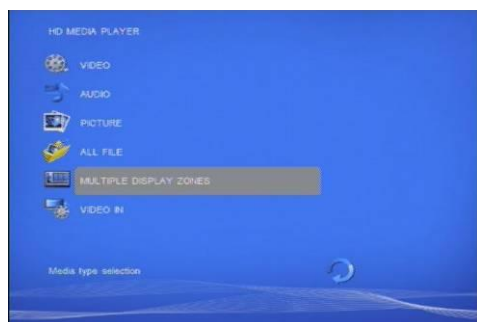 HD MEDIA PLAYER
VIDEO
AUDIO
PICTURE
ALL FILE
MULTIPLE DISPLAY ZONES
VIDEO IN
Media type selection